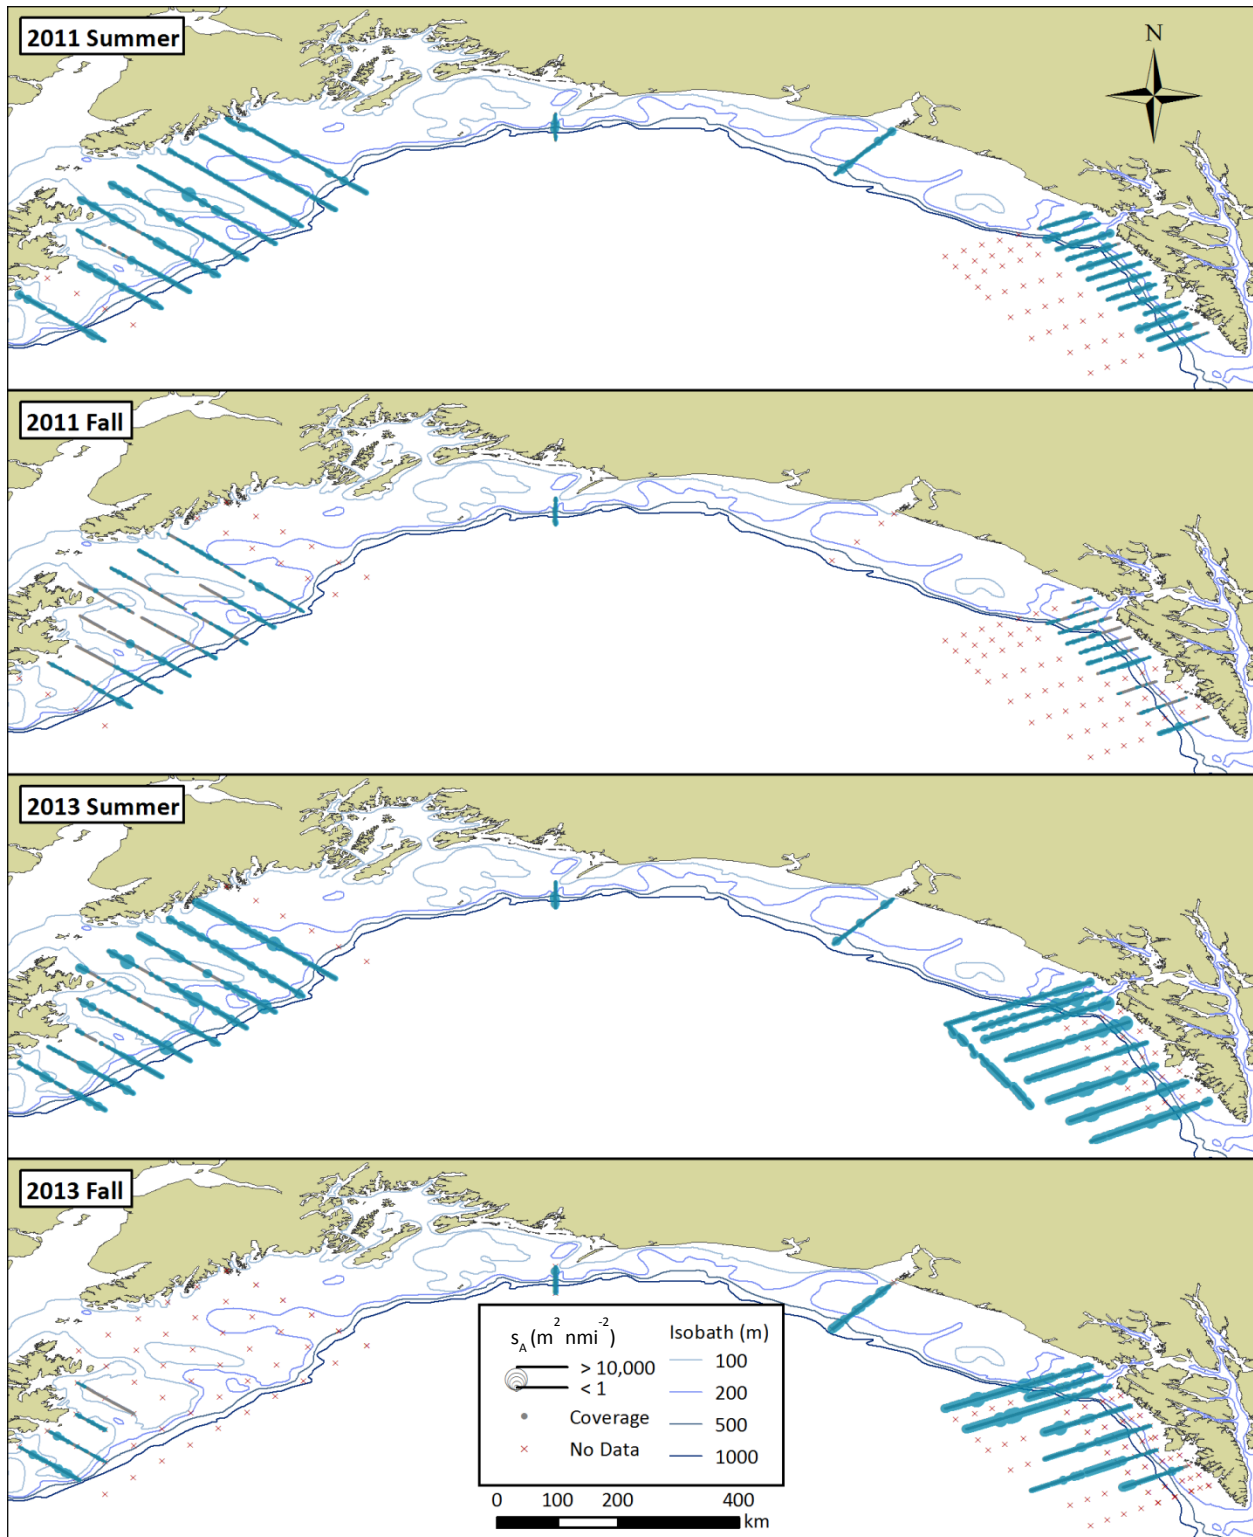 2011 Summer
N
2011 Fall
2013 Summer
2013 Fall
s_A (m² nmi⁻²)
> 10,000
< 1
Coverage
No Data
Isobath (m)
100
200
500
1000
0 100 200 400
km